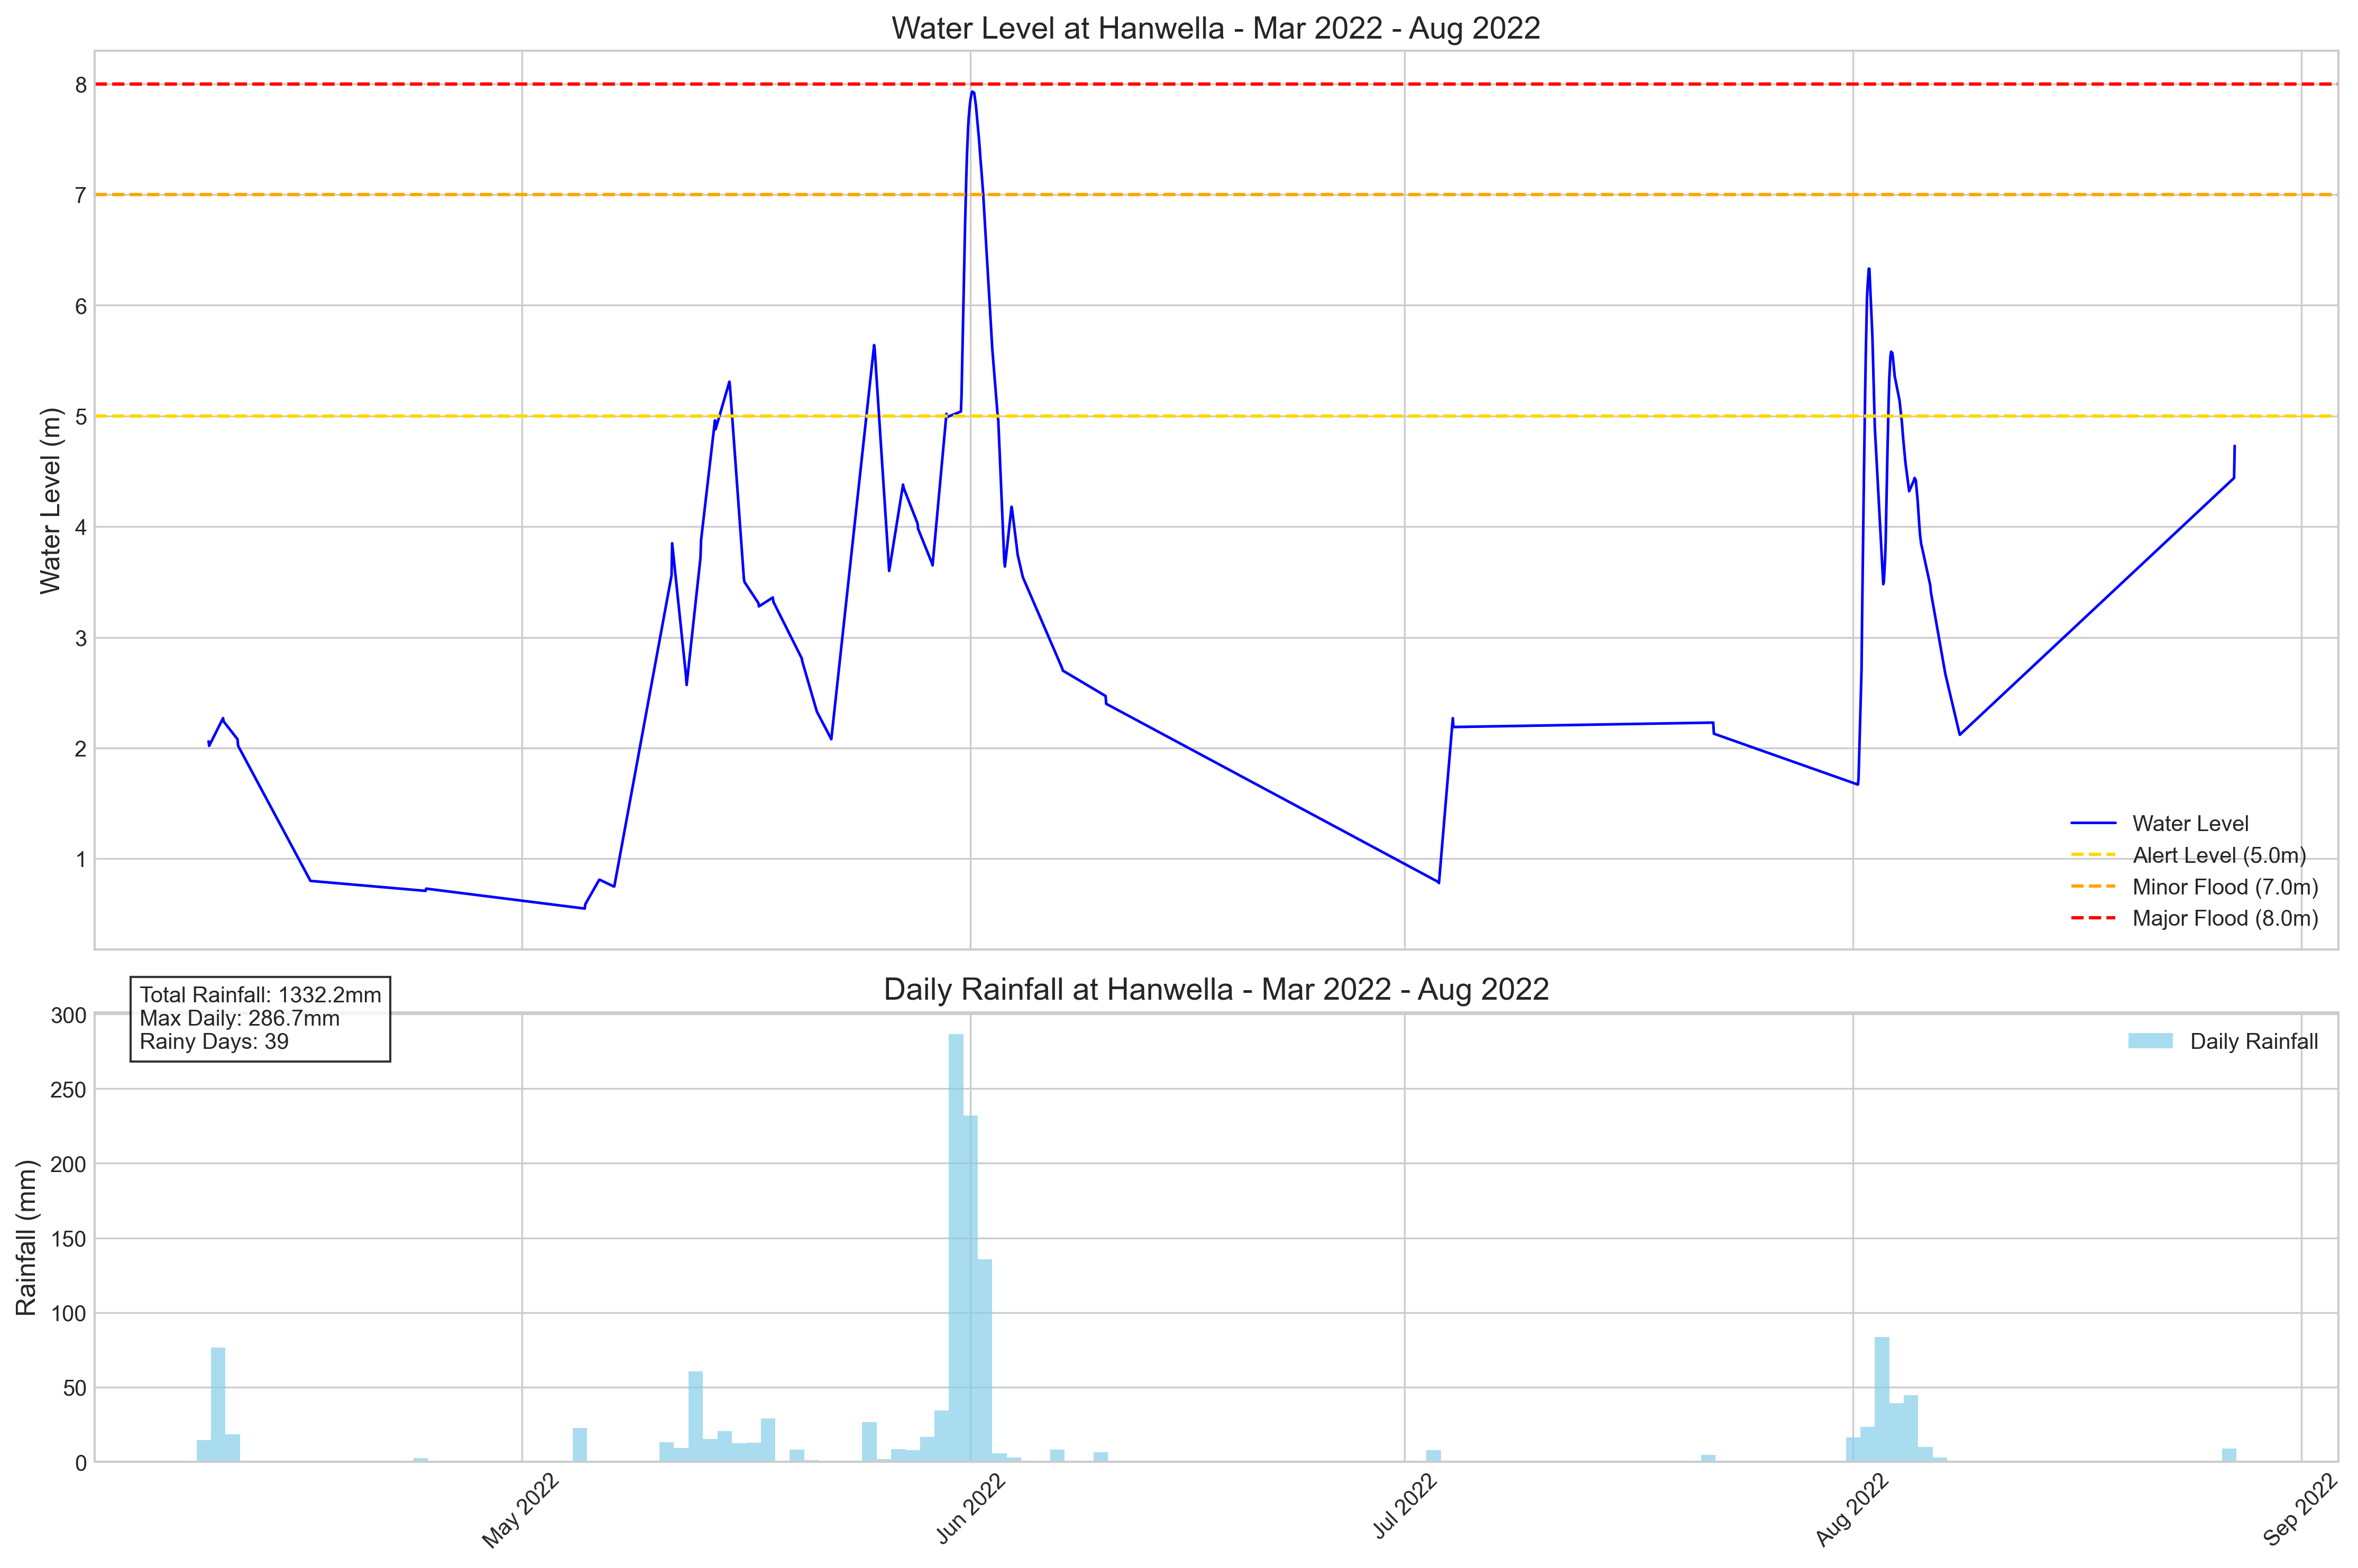 Water Level at Hanwella - Mar 2022 - Aug 2022
Water Level (m)
8
7
6
5
4
3
2
1
Water Level
Alert Level (5.0m)
Minor Flood (7.0m)
Major Flood (8.0m)
Daily Rainfall at Hanwella - Mar 2022 - Aug 2022
Total Rainfall: 1332.2mm
Max Daily: 286.7mm
Rainy Days: 39
Daily Rainfall
Rainfall (mm)
300
250
200
150
100
50
0
May 2022
Jun 2022
Jul 2022
Aug 2022
Sep 2022